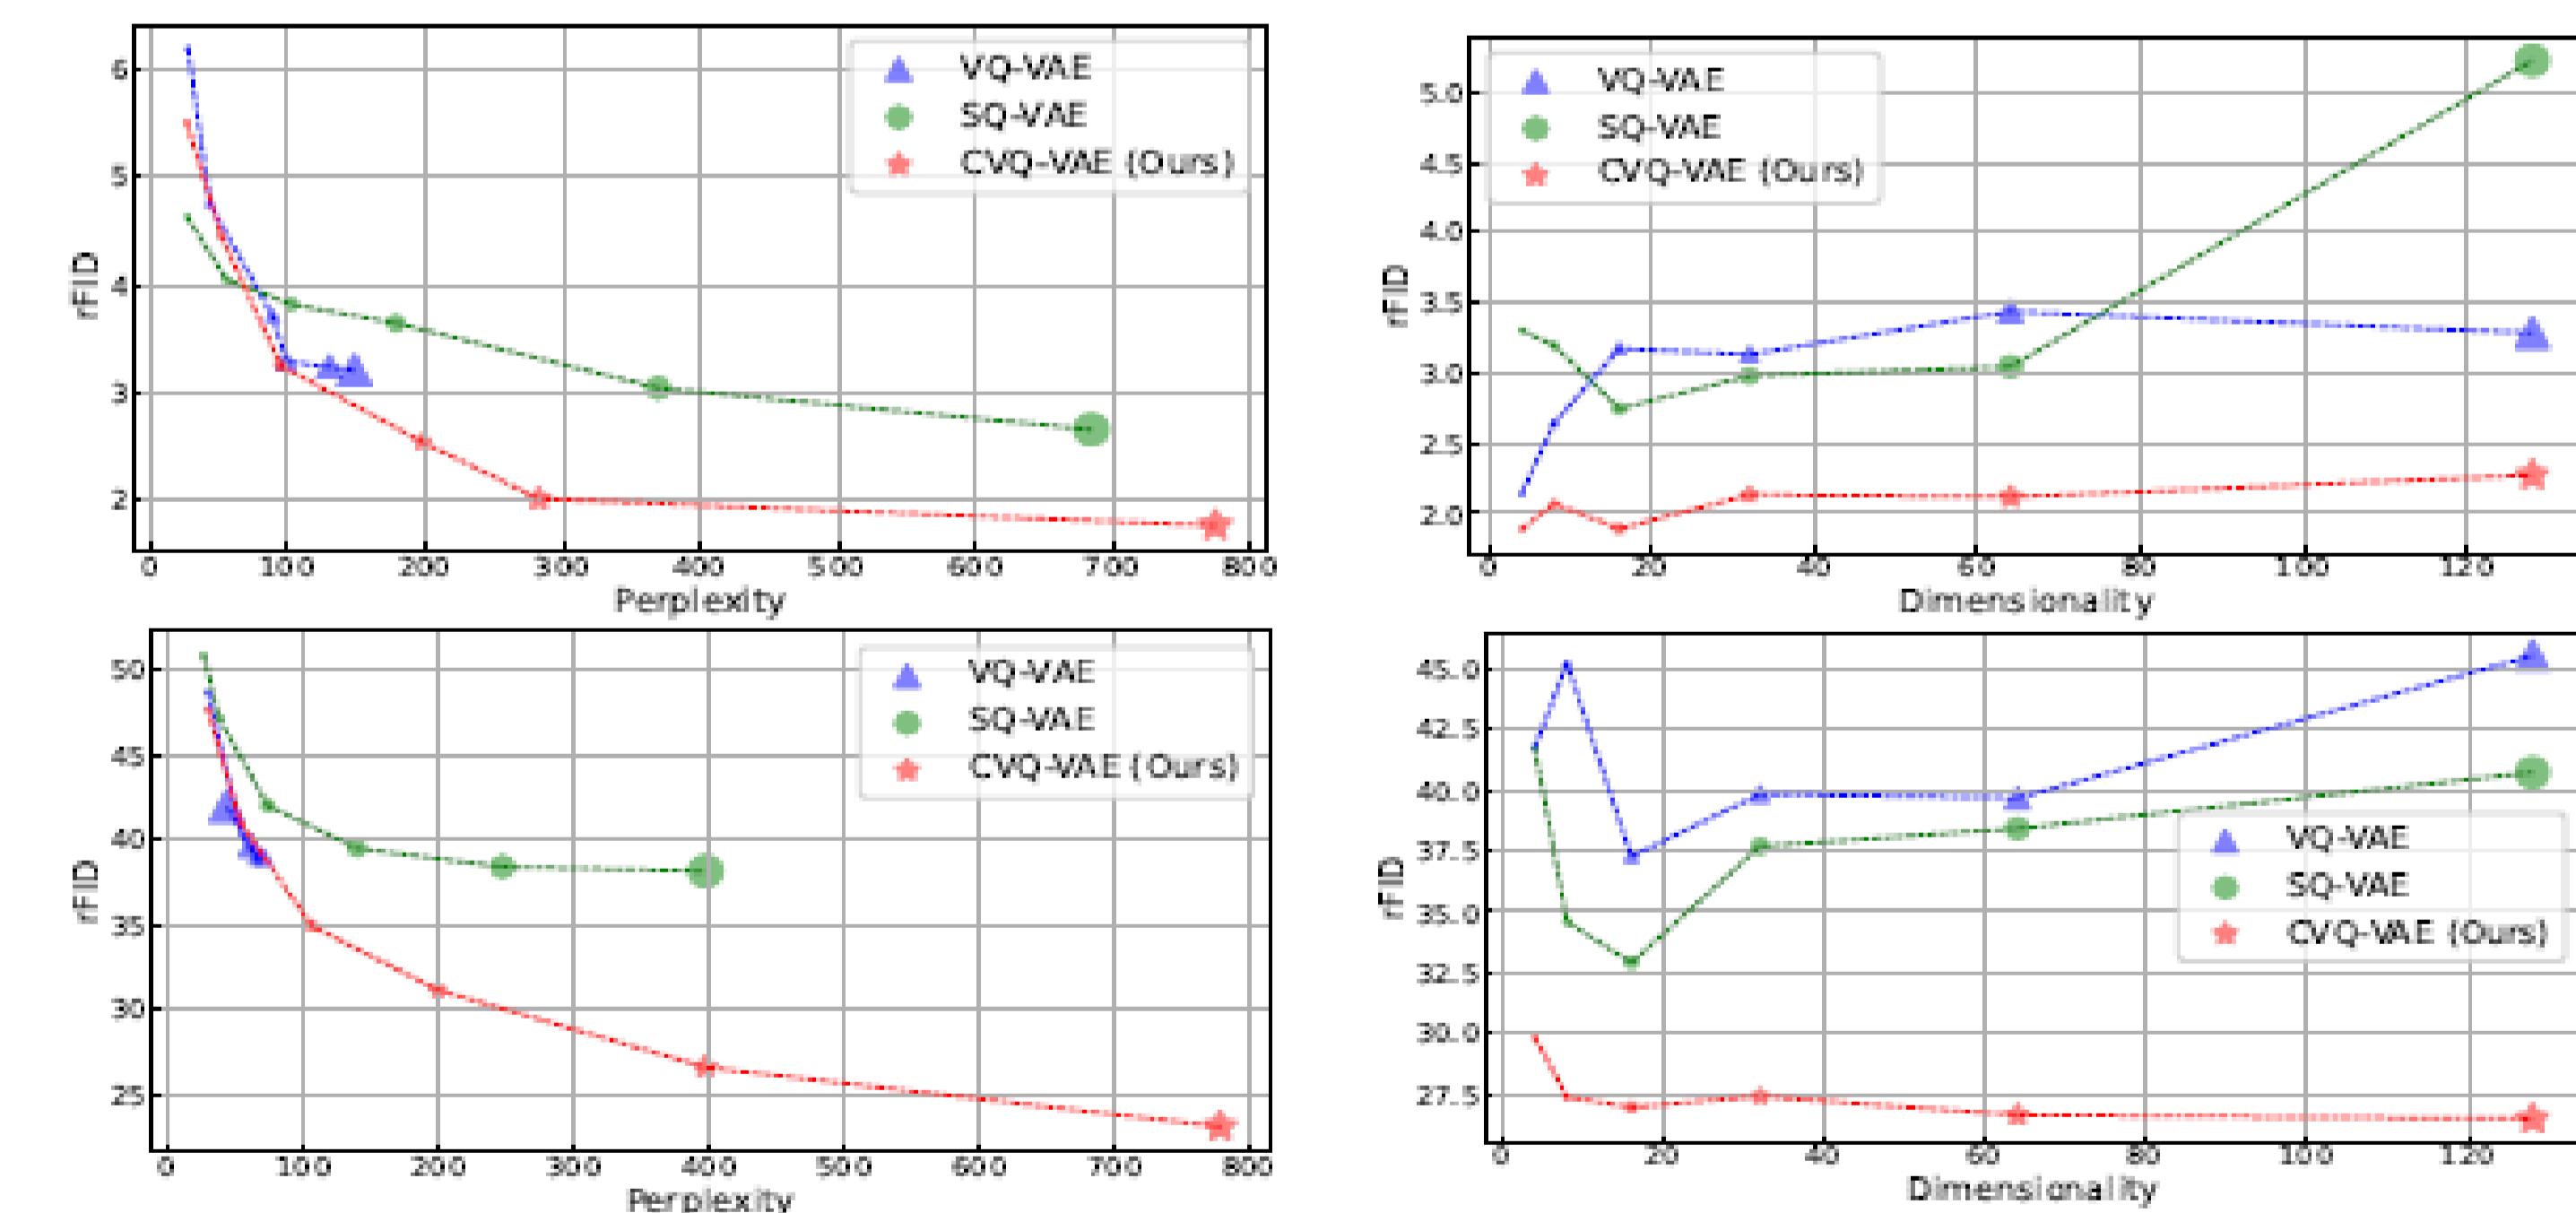 VQ-VAE
SQ-VAE
CVQ-VAE (Ours)
6
5
4
3
2
rFID
0 100 200 300 400 500 600 700 800
Perplexity
VQ-VAE
SQ-VAE
CVQ-VAE (Ours)
5.0
4.5
4.0
3.5
3.0
2.5
2.0
rFID
0 20 40 60 80 100 120
Dimensionality
VQ-VAE
SQ-VAE
CVQ-VAE (Ours)
50
45
40
35
30
25
rFID
0 100 200 300 400 500 600 700 800
Perplexity
45.0
42.5
40.0
37.5
35.0
32.5
30.0
27.5
rFID
VQ-VAE
SQ-VAE
CVQ-VAE (Ours)
0 20 40 60 80 100 120
Dimensionality